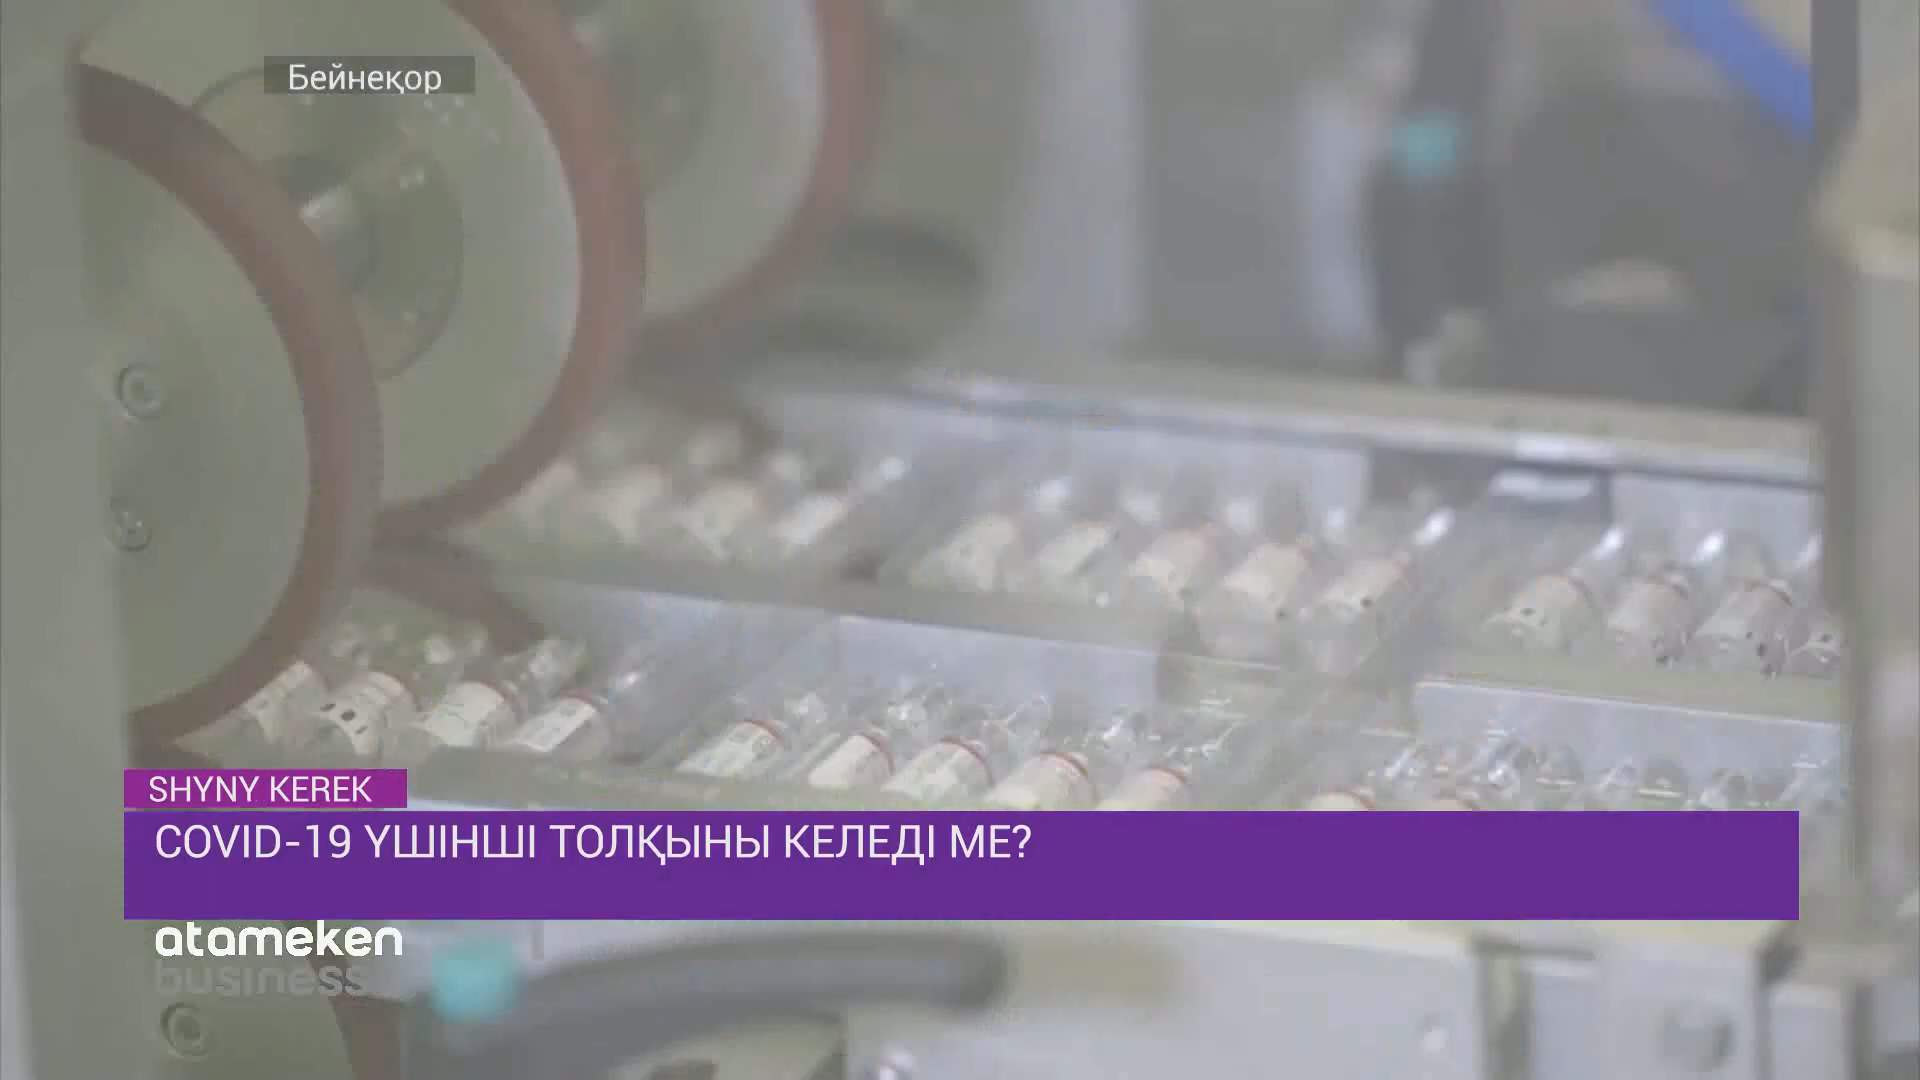 Бейнеқор
SHYNY KEREK
COVID-19 ҮШІНШІ ТОЛҚЫНЫ КЕЛЕДІ МЕ?
atameken
business